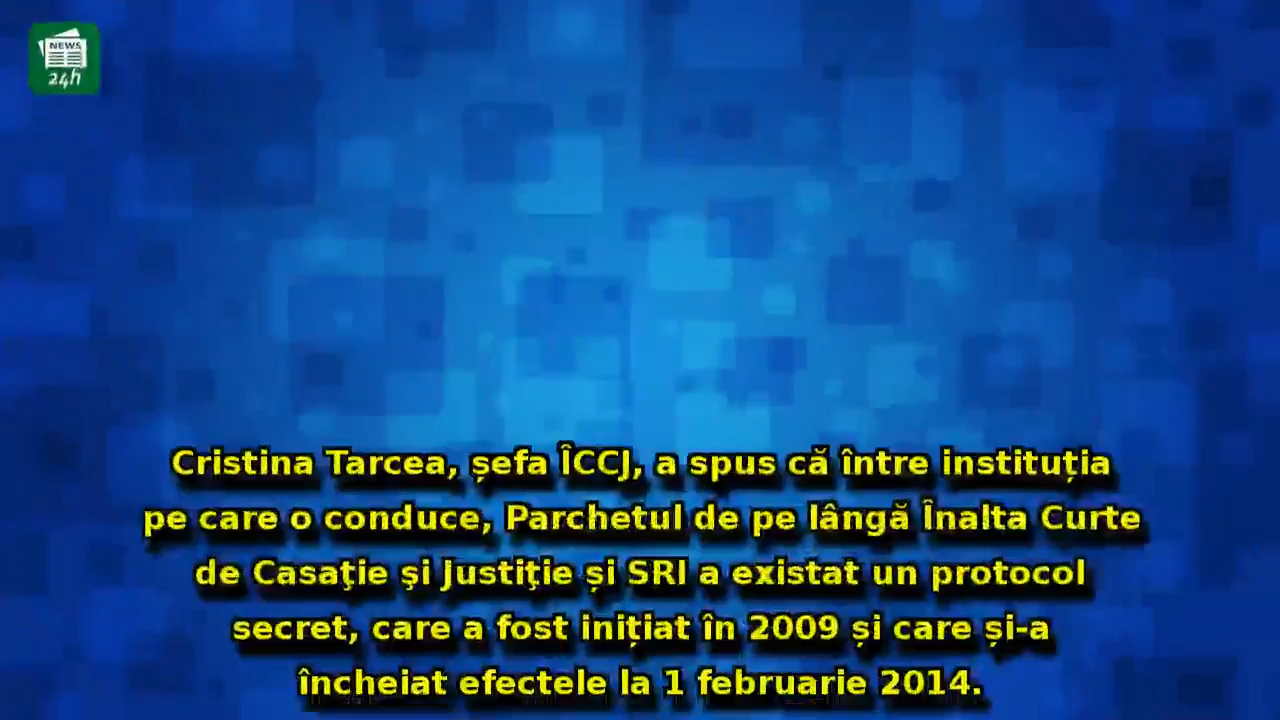 NEWS
24h
Cristina Tarcea, șefa ÎCCJ, a spus că între instituția
pe care o conduce, Parchetul de pe lângă Înalta Curte
de Casaţie şi Justiţie și SRI a existat un protocol
secret, care a fost inițiat în 2009 și care și-a
încheiat efectele la 1 februarie 2014.